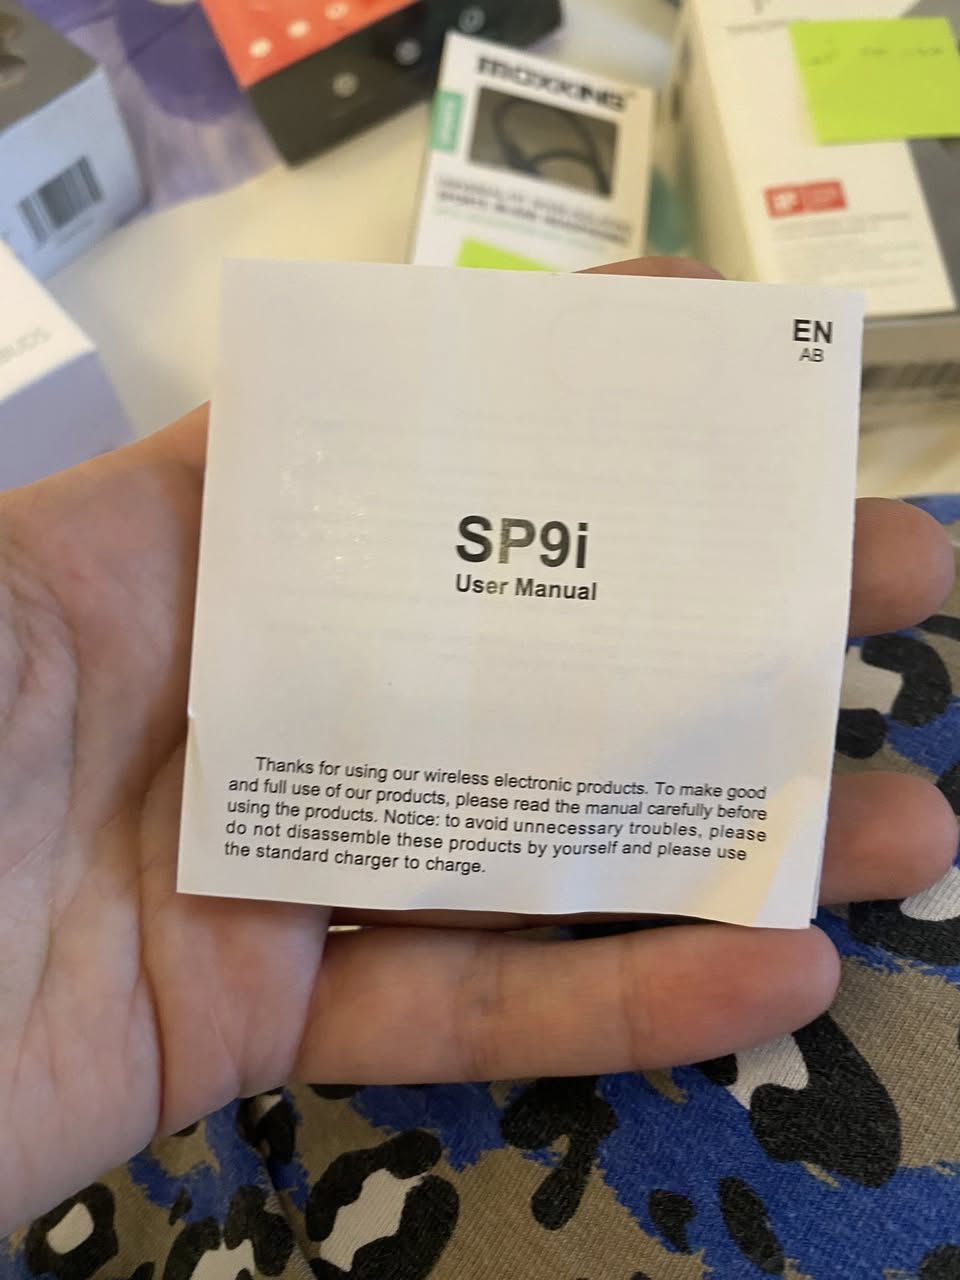 moxxing
EN
AB
SP9i
User Manual
Thanks for using our wireless electronic products. To make good
and full use of our products, please read the manual carefully before
using the products. Notice: to avoid unnecessary troubles, please
do not disassemble these products by yourself and please use
the standard charger to charge.